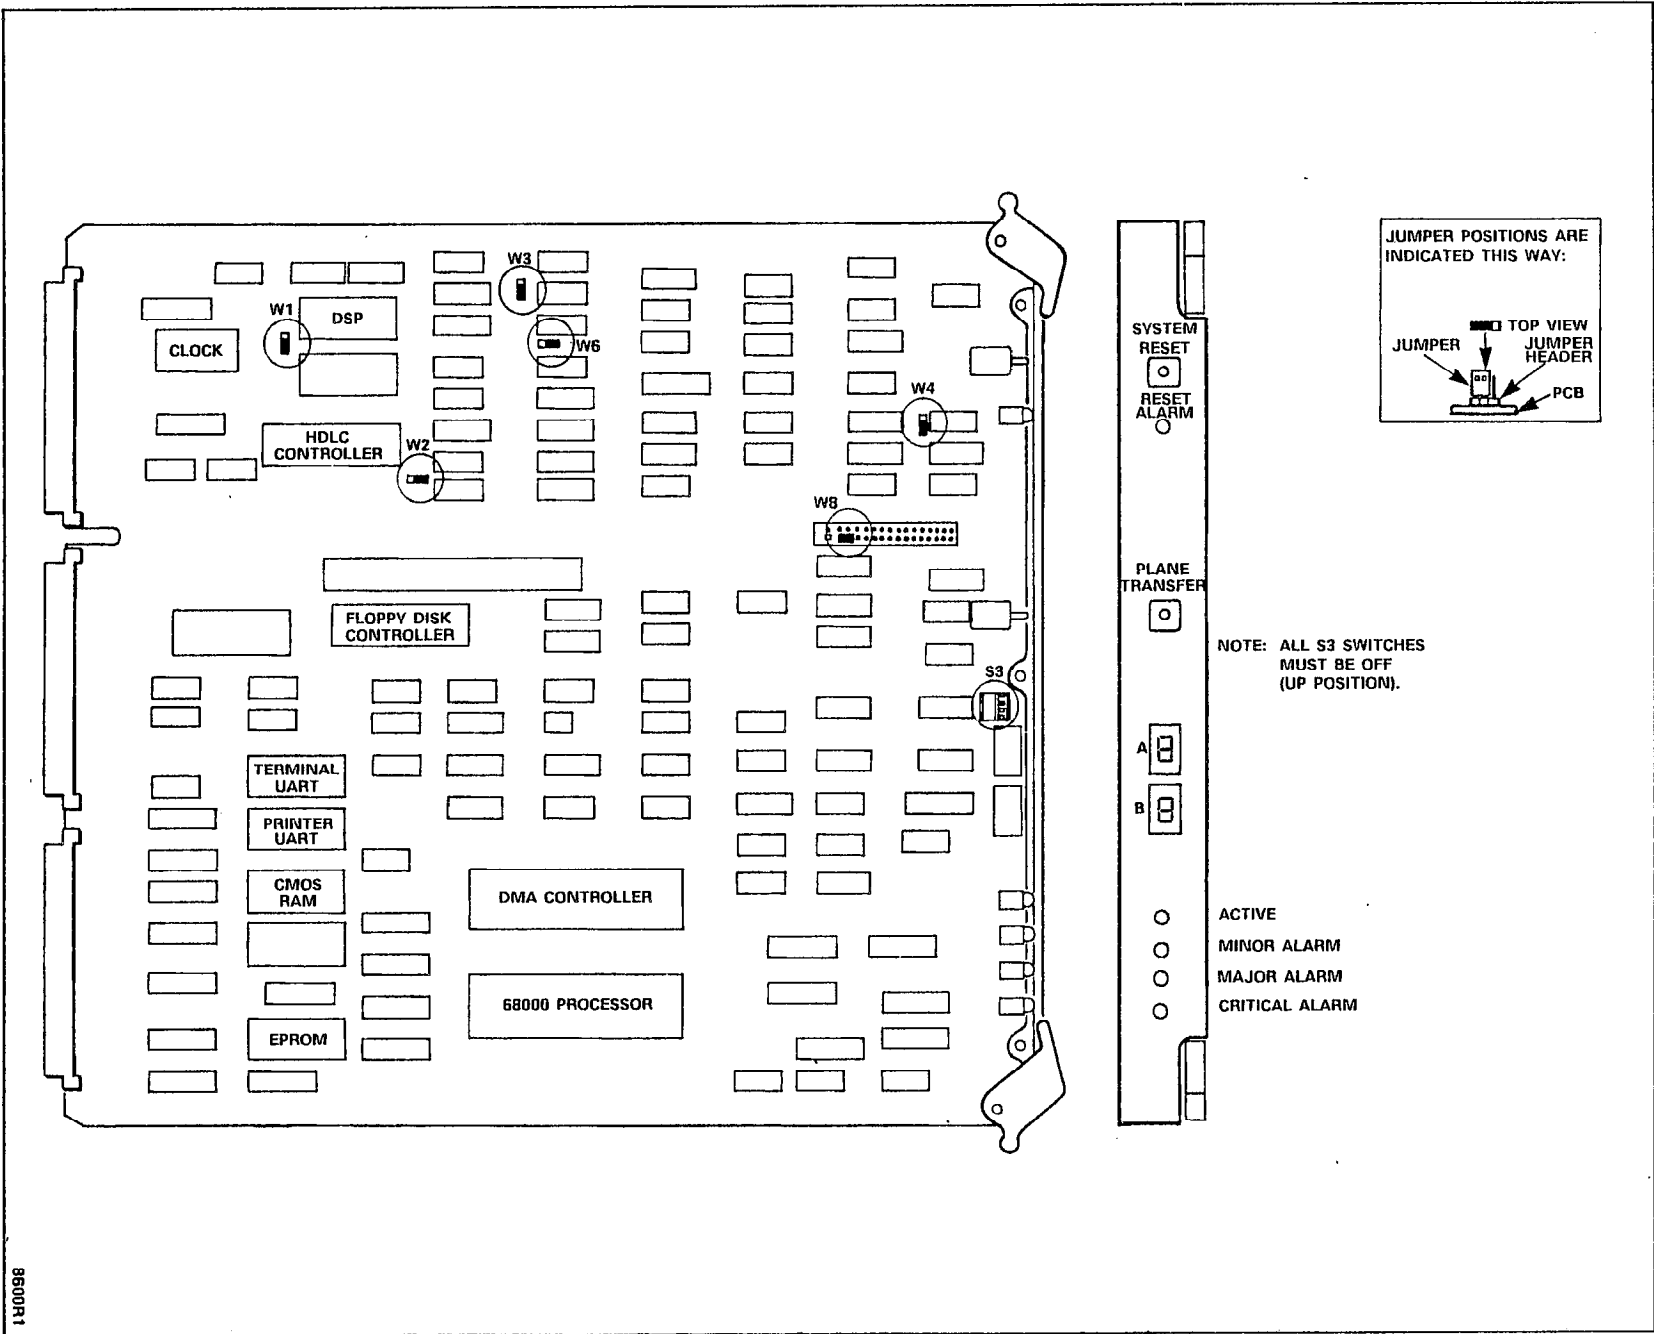 W3
W1
DSP
CLOCK
W6
W4
HDLC
CONTROLLER
W2
W8
FLOPPY DISK
CONTROLLER
S3
TERMINAL
UART
PRINTER
UART
CMOS
RAM
DMA CONTROLLER
68000 PROCESSOR
EPROM
SYSTEM
RESET
RESET
ALARM
PLANE
TRANSFER
A
B
ACTIVE
MINOR ALARM
MAJOR ALARM
CRITICAL ALARM
NOTE: ALL S3 SWITCHES
MUST BE OFF
(UP POSITION).
JUMPER POSITIONS ARE
INDICATED THIS WAY:
TOP VIEW
JUMPER
JUMPER
HEADER
PCB
8600R1